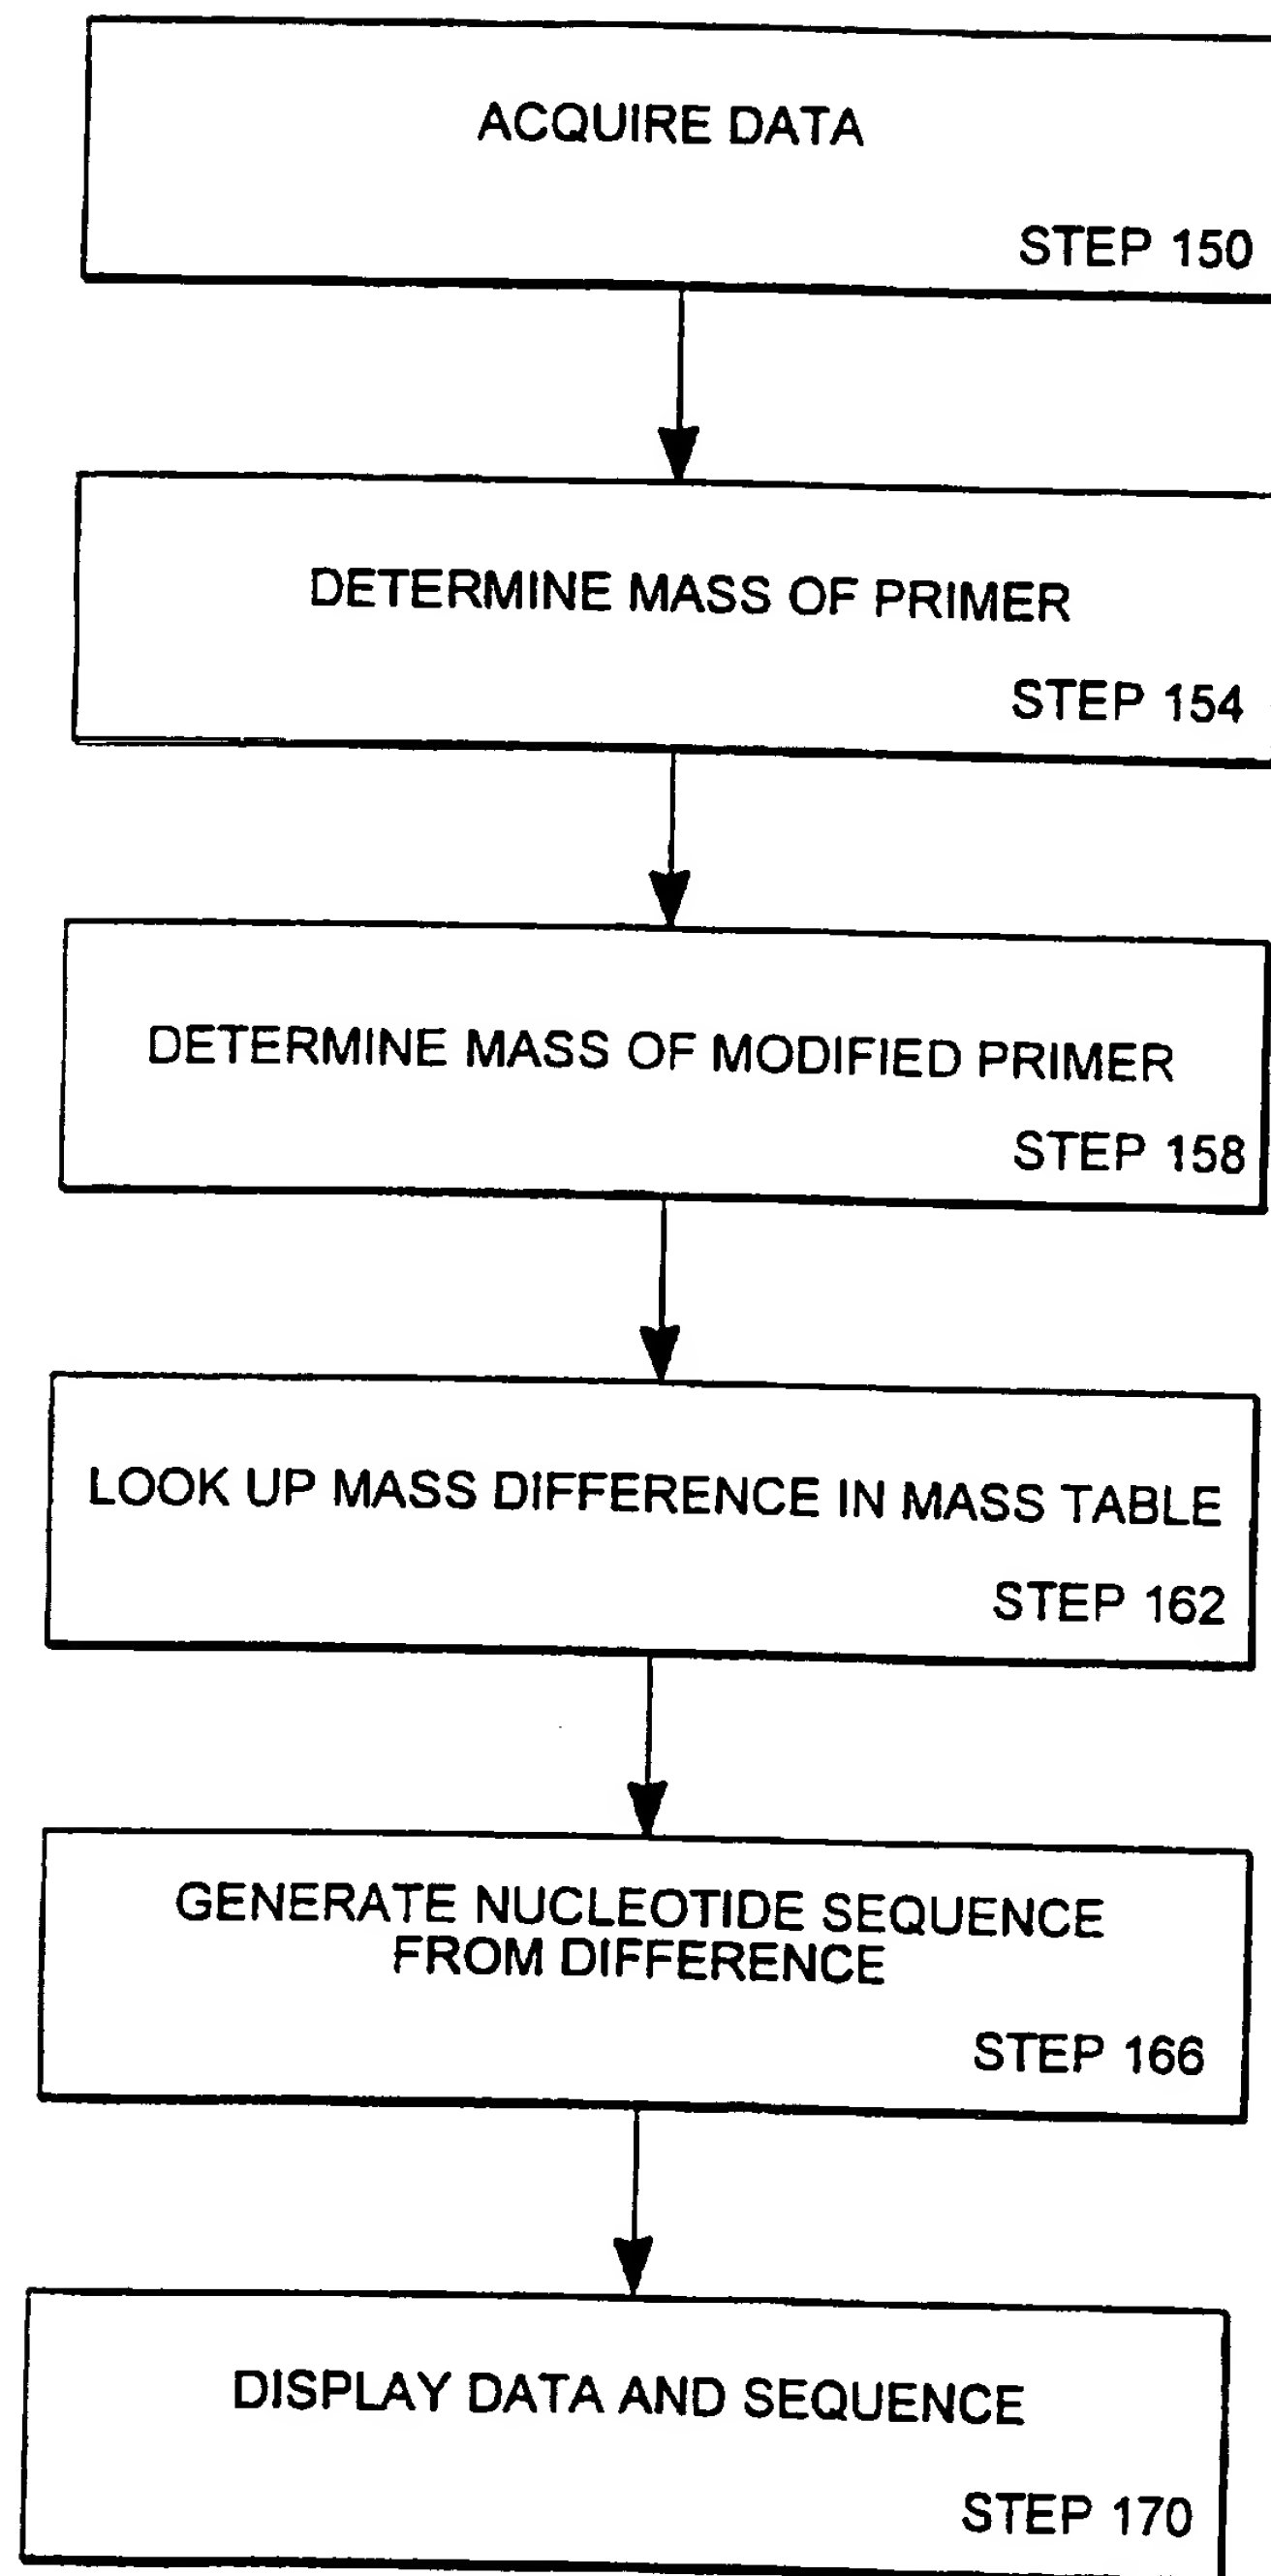 ACQUIRE DATA
STEP 150
DETERMINE MASS OF PRIMER
STEP 154
DETERMINE MASS OF MODIFIED PRIMER
STEP 158
LOOK UP MASS DIFFERENCE IN MASS TABLE
STEP 162
GENERATE NUCLEOTIDE SEQUENCE
FROM DIFFERENCE
STEP 166
DISPLAY DATA AND SEQUENCE
STEP 170